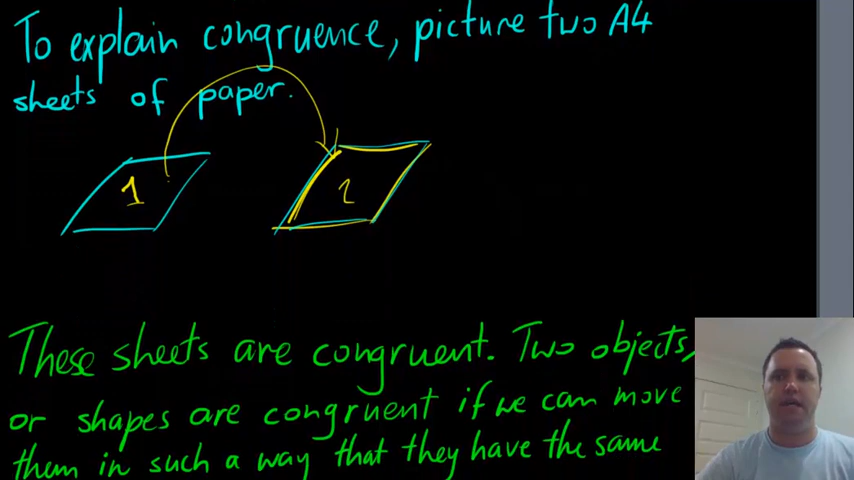 To explain congruence, picture two A4
sheets of paper.
1
2
These sheets are congruent. Two objects,
or shapes are congruent if we can move
them in such a way that they have the same